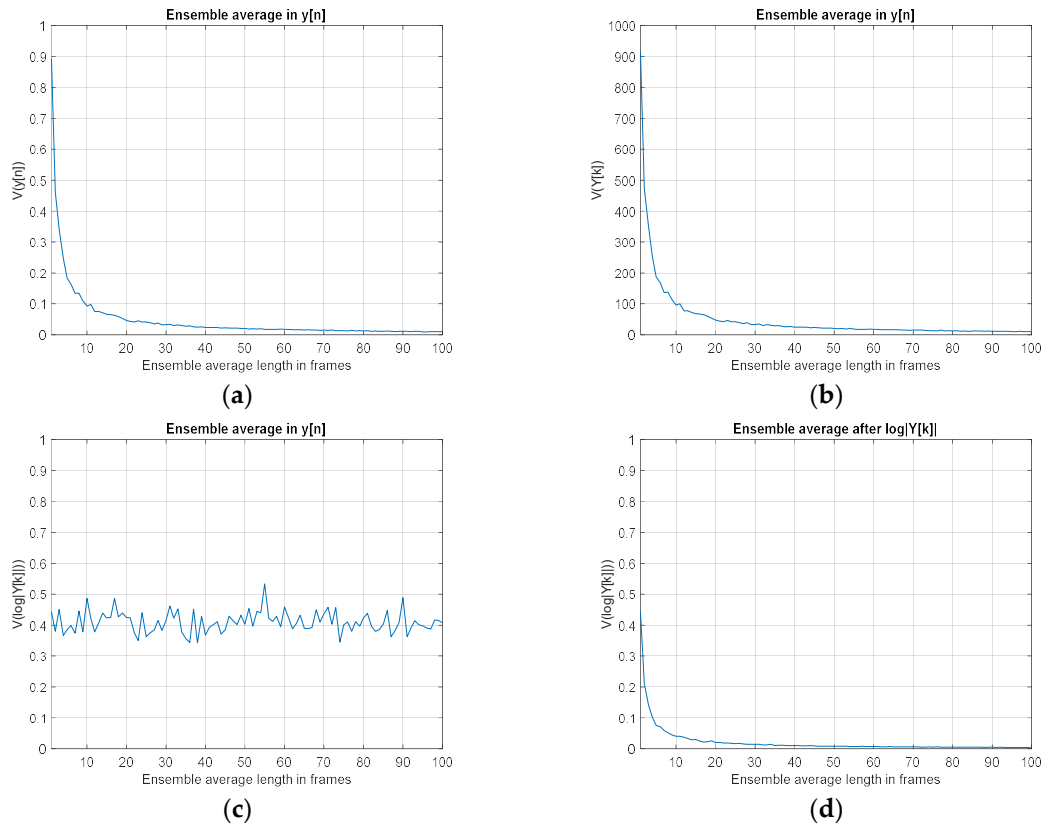 Ensemble average in y[n]
V(y[n])
1
0.9
0.8
0.7
0.6
0.5
0.4
0.3
0.2
0.1
0
10 20 30 40 50 60 70 80 90 100
Ensemble average length in frames
(a)
Ensemble average in y[n]
V(Y[k])
1000
900
800
700
600
500
400
300
200
100
0
10 20 30 40 50 60 70 80 90 100
Ensemble average length in frames
(b)
Ensemble average in y[n]
V(log|Y[k]|)
1
0.9
0.8
0.7
0.6
0.5
0.4
0.3
0.2
0.1
0
10 20 30 40 50 60 70 80 90 100
Ensemble average length in frames
(c)
Ensemble average after log|Y[k]|
V(log|Y[k]|)
1
0.9
0.8
0.7
0.6
0.5
0.4
0.3
0.2
0.1
0
10 20 30 40 50 60 70 80 90 100
Ensemble average length in frames
(d)